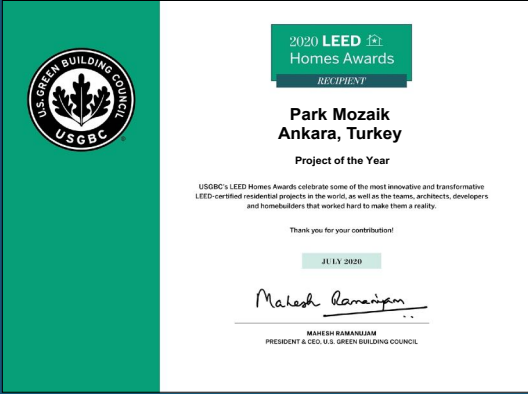 U.S. GREEN BUILDING COUNCIL
USGBC
2020 LEED
Homes Awards
RECIPIENT
Park Mozaik
Ankara, Turkey
Project of the Year
USGBC's LEED Homes Awards celebrate some of the most innovative and transformative
LEED-certified residential projects in the world, as well as the teams, architects, developers
and homebuilders that worked hard to make them a reality.
Thank you for your contribution!
JULY 2020
Mahesh Ramanujam
MAHESH RAMANUJAM
PRESIDENT & CEO, U.S. GREEN BUILDING COUNCIL